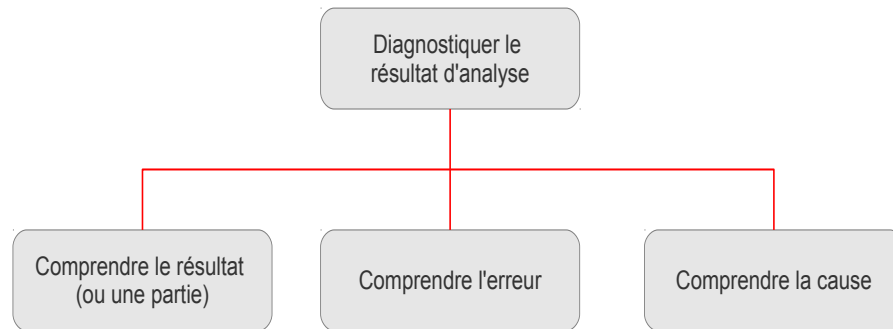 Diagnostiquer le
résultat d'analyse
Comprendre le résultat
(ou une partie)
Comprendre l'erreur
Comprendre la cause